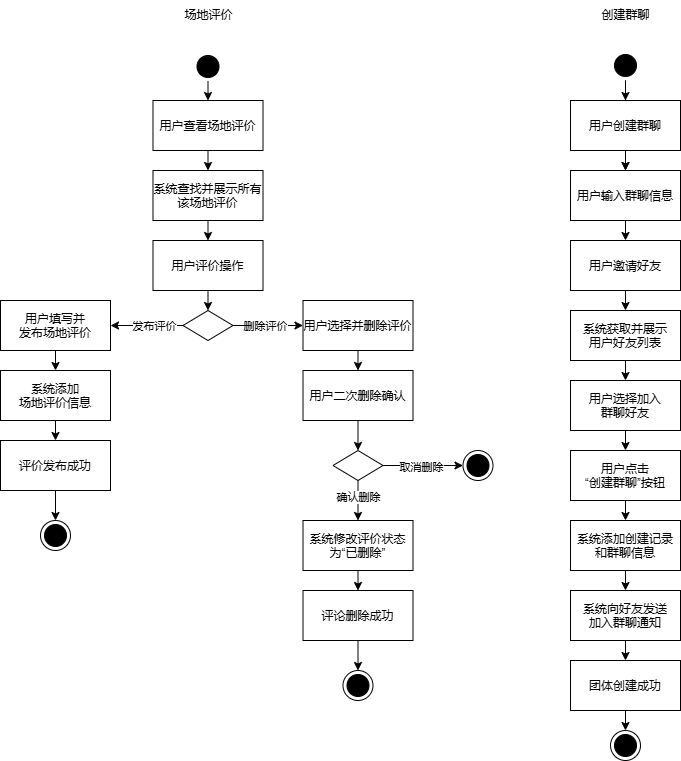 场地评价
用户查看场地评价
系统查找并展示所有
该场地评价
用户评价操作
发布评价
删除评价
用户填写并
发布场地评价
系统添加
场地评价信息
评价发布成功
用户选择并删除评价
用户二次删除确认
取消删除
确认删除
系统修改评价状态
为“已删除”
评论删除成功
创建群聊
用户创建群聊
用户输入群聊信息
用户邀请好友
系统获取并展示
用户好友列表
用户选择加入
群聊好友
用户点击
“创建群聊”按钮
系统添加创建记录
和群聊信息
系统向好友发送
加入群聊通知
团体创建成功